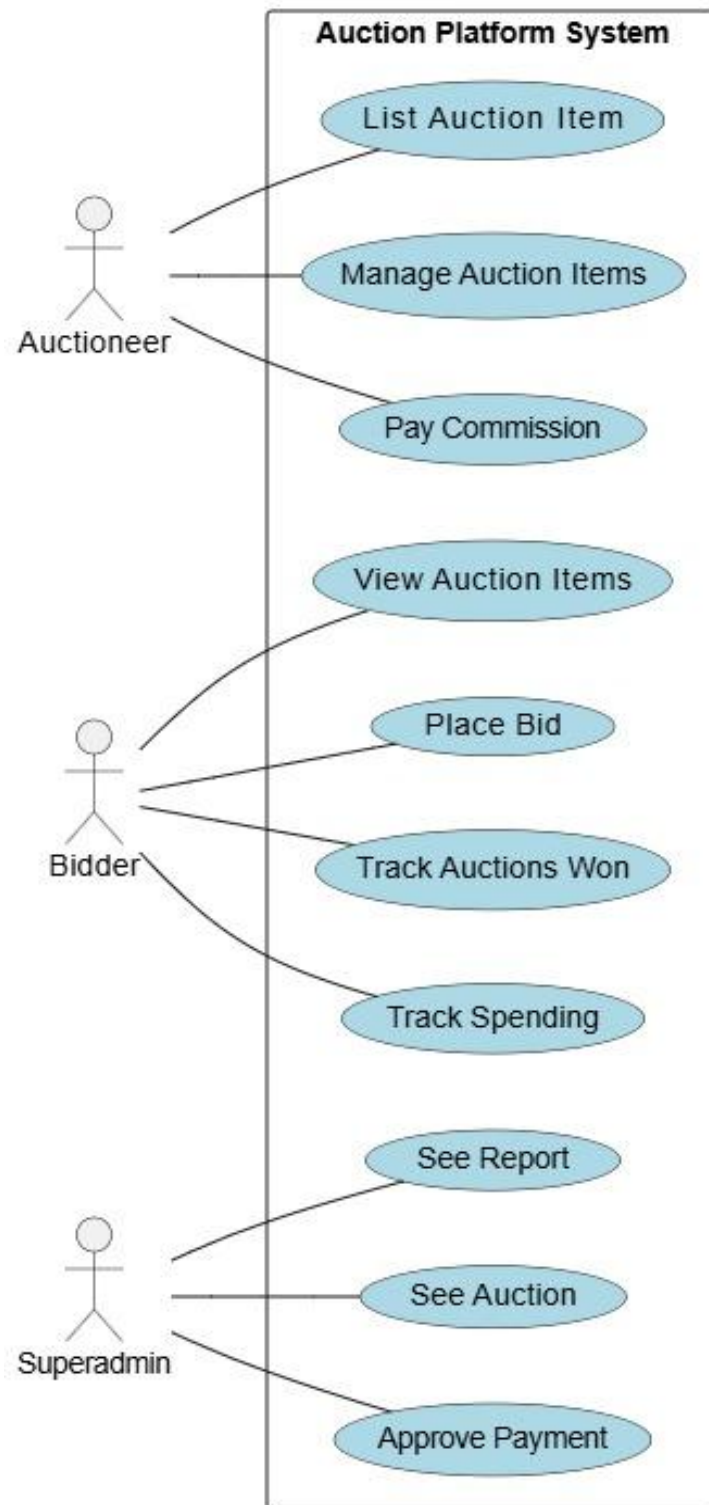 Auction Platform System
List Auction Item
Manage Auction Items
Auctioneer
Pay Commission
View Auction Items
Place Bid
Bidder
Track Auctions Won
Track Spending
See Report
See Auction
Superadmin
Approve Payment